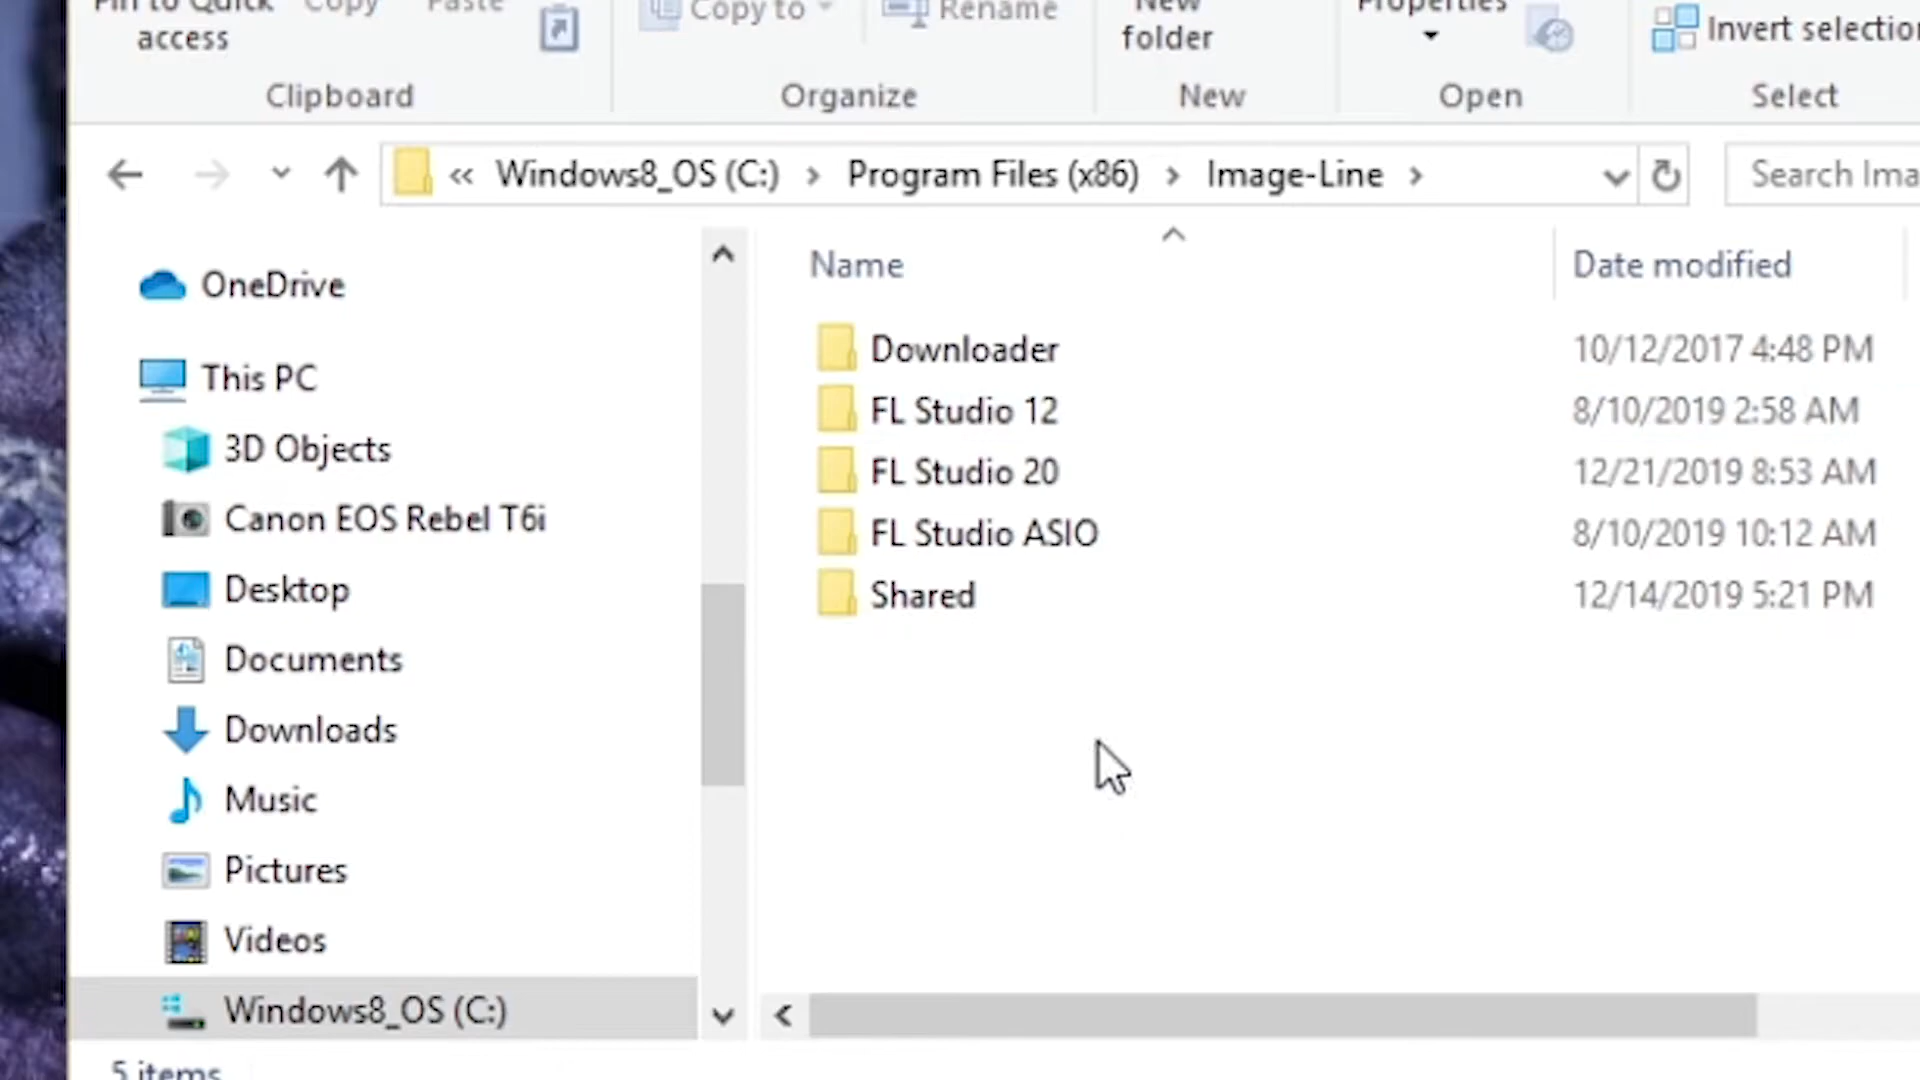 Pin to Quick access
Copy
Paste
Copy to
Rename
New folder
Properties
Invert selection
Clipboard
Organize
New
Open
Select
« Windows8_OS (C:) > Program Files (x86) > Image-Line >
Search Ima
Name
Date modified
OneDrive
This PC
3D Objects
Canon EOS Rebel T6i
Desktop
Documents
Downloads
Music
Pictures
Videos
Windows8_OS (C:)
Downloader 10/12/2017 4:48 PM
FL Studio 12 8/10/2019 2:58 AM
FL Studio 20 12/21/2019 8:53 AM
FL Studio ASIO 8/10/2019 10:12 AM
Shared 12/14/2019 5:21 PM
5 items